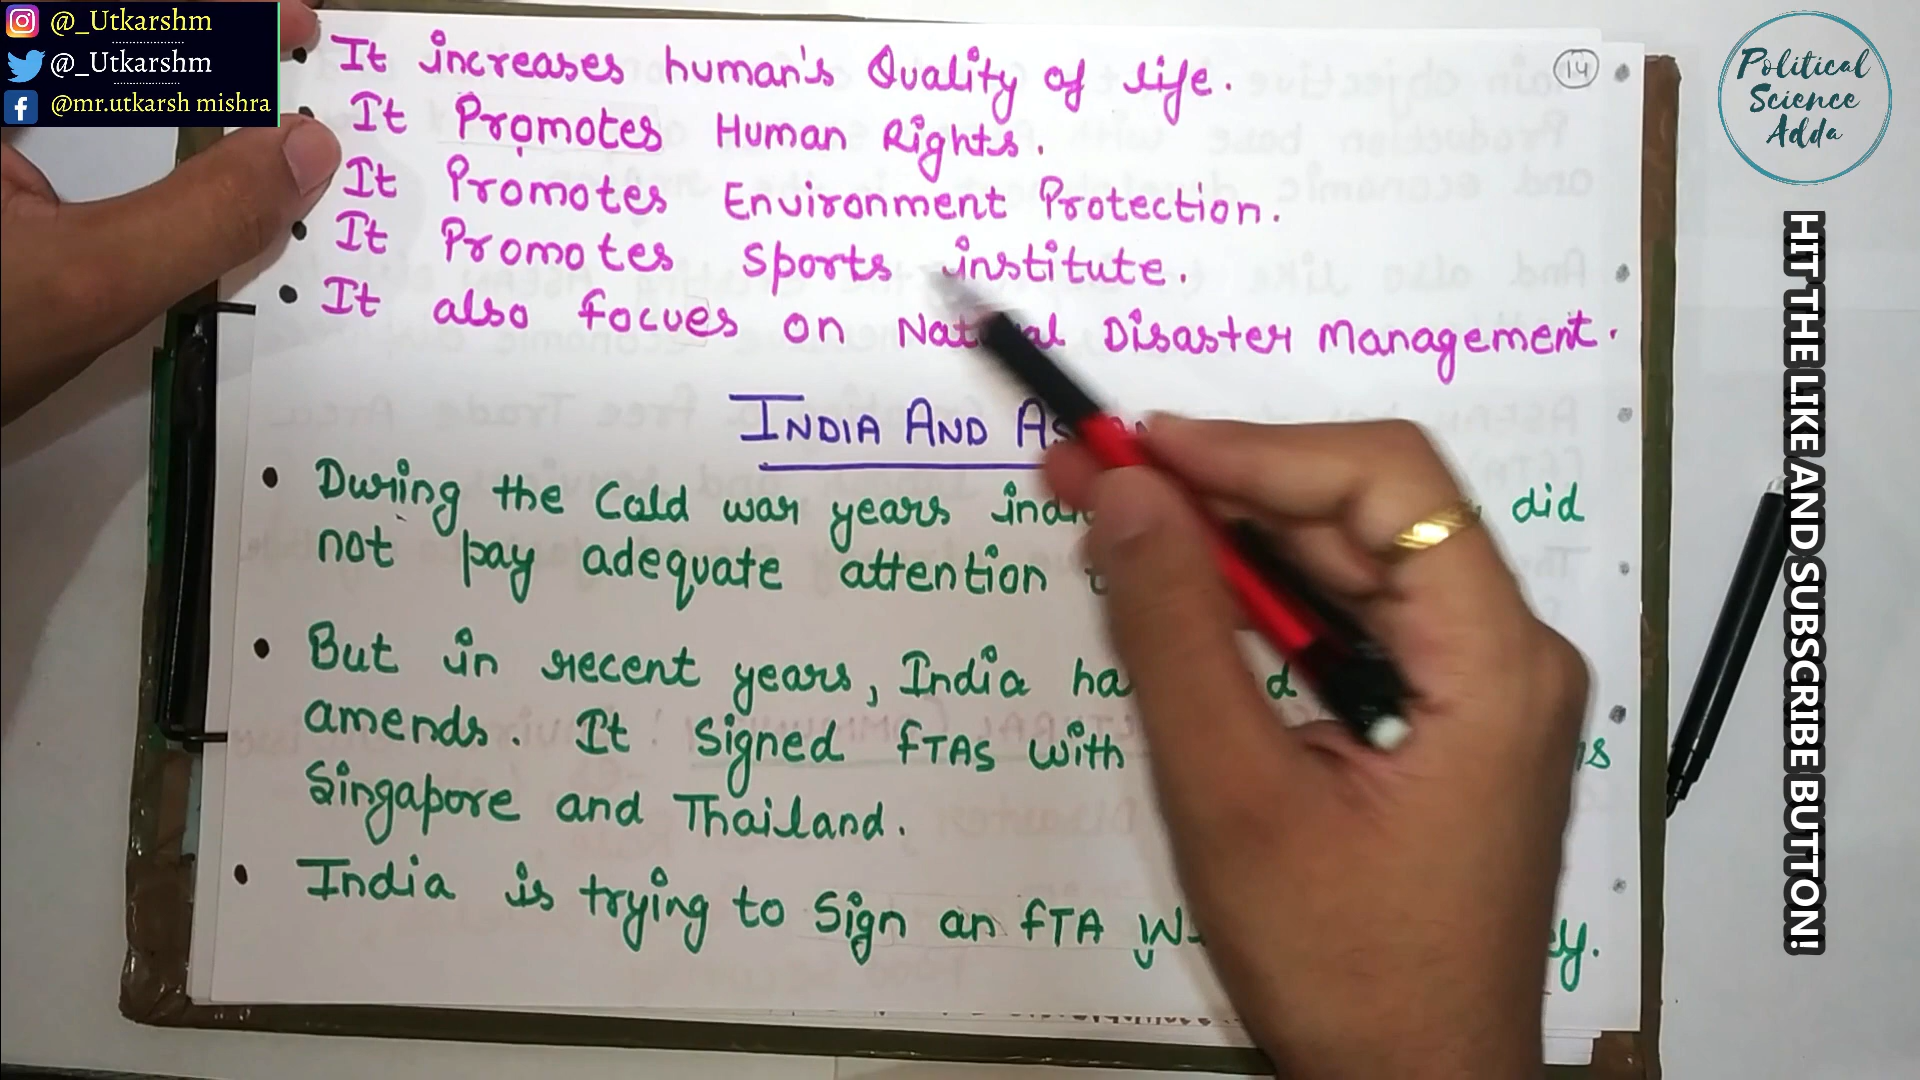 @_Utkarshm
@_Utkarshm
@mr.utkarsh mishra
14
Political
Science
Adda
HIT THE LIKE AND SUBSCRIBE BUTTON!
• It increases human's Quality of life.
• It Promotes Human Rights.
It Promotes Environment Protection.
• It Promotes Sports institute.
• It also focues on Disaster Management.
INDIA AND
• During the Cold war years did
not pay adequate attention
• But in recent years, India
amends. It Signed FTAs with
Singapore and Thailand.
• India is trying to Sign an FTA